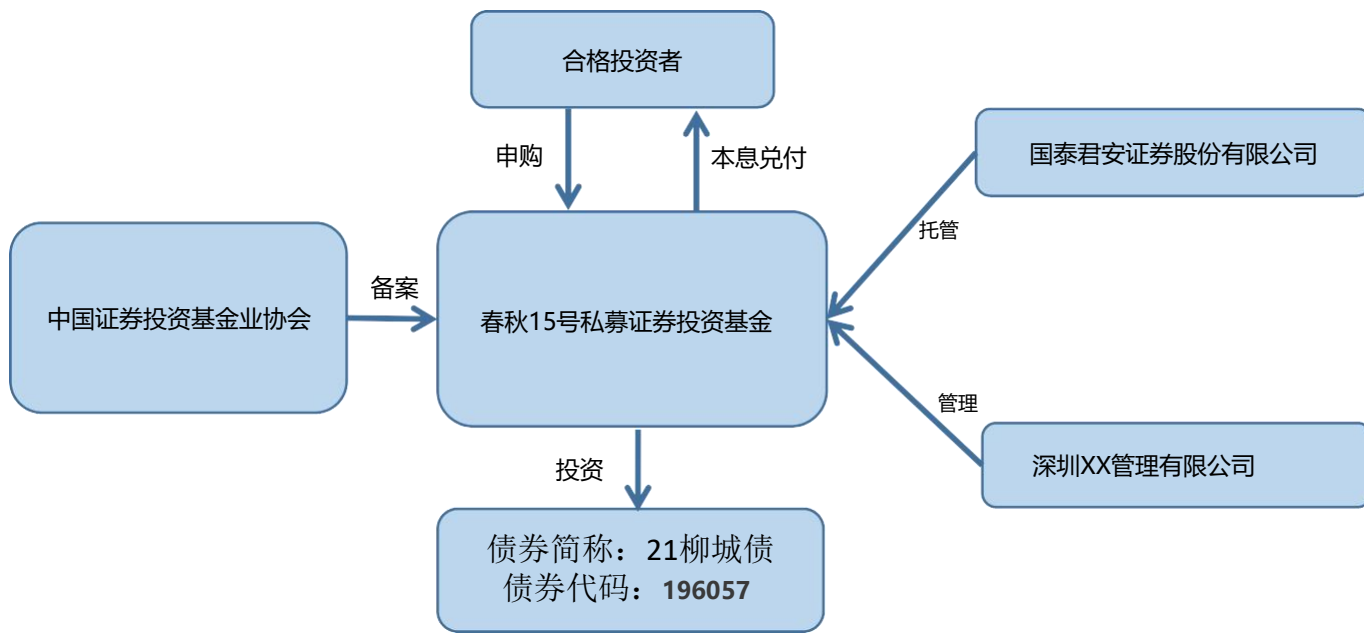 合格投资者
申购
本息兑付
国泰君安证券股份有限公司
托管
中国证券投资基金业协会
备案
春秋15号私募证券投资基金
管理
深圳XX管理有限公司
投资
债券简称：21柳城债
债券代码：196057